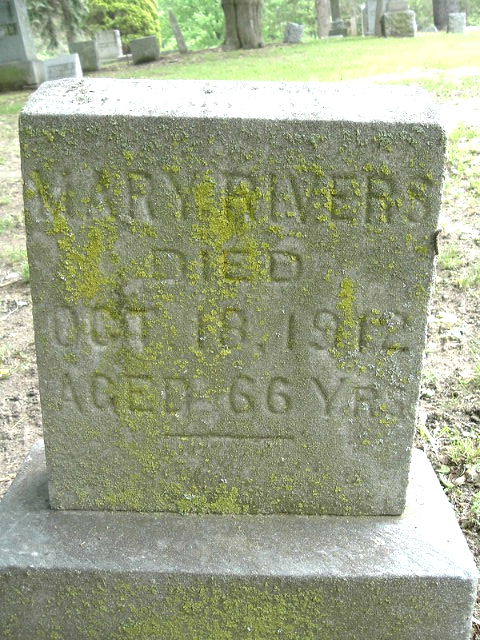 MARY RIVERS
DIED
OCT 18, 1912
AGED 66 YRS